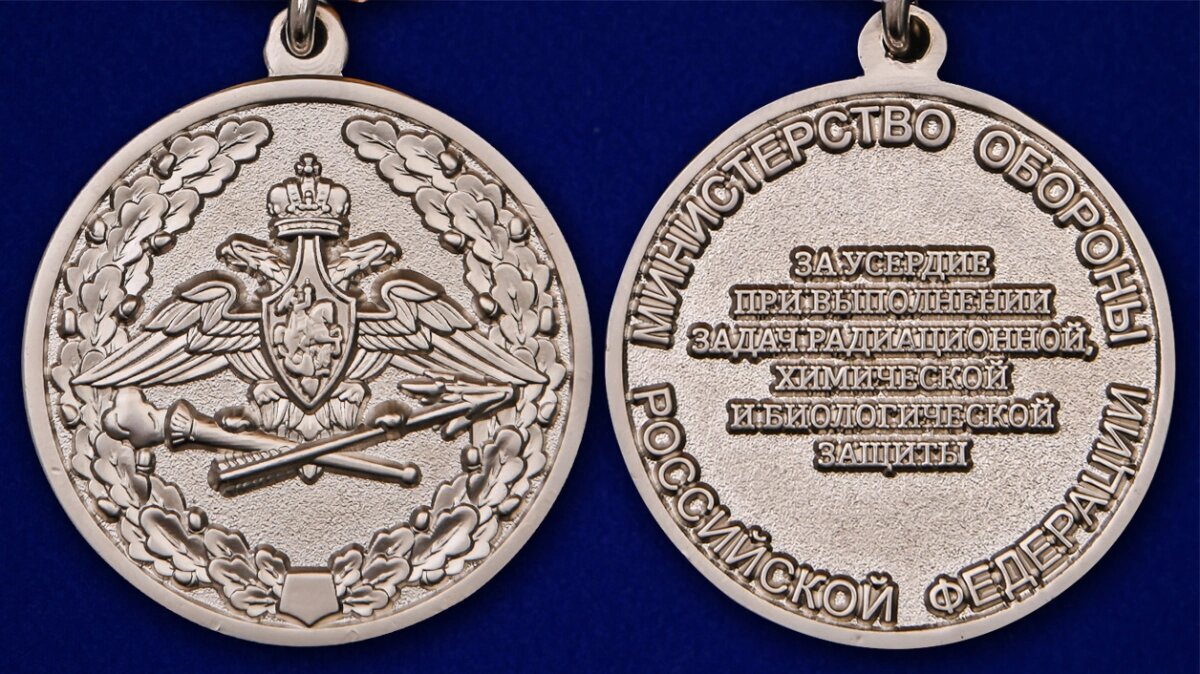 МИНИСТЕРСТВО ОБОРОНЫ
РОССИЙСКОЙ ФЕДЕРАЦИИ
ЗА УСЕРДИЕ
ПРИ ВЫПОЛНЕНИИ
ЗАДАЧ РАДИАЦИОННОЙ,
ХИМИЧЕСКОЙ
И БИОЛОГИЧЕСКОЙ
ЗАЩИТЫ